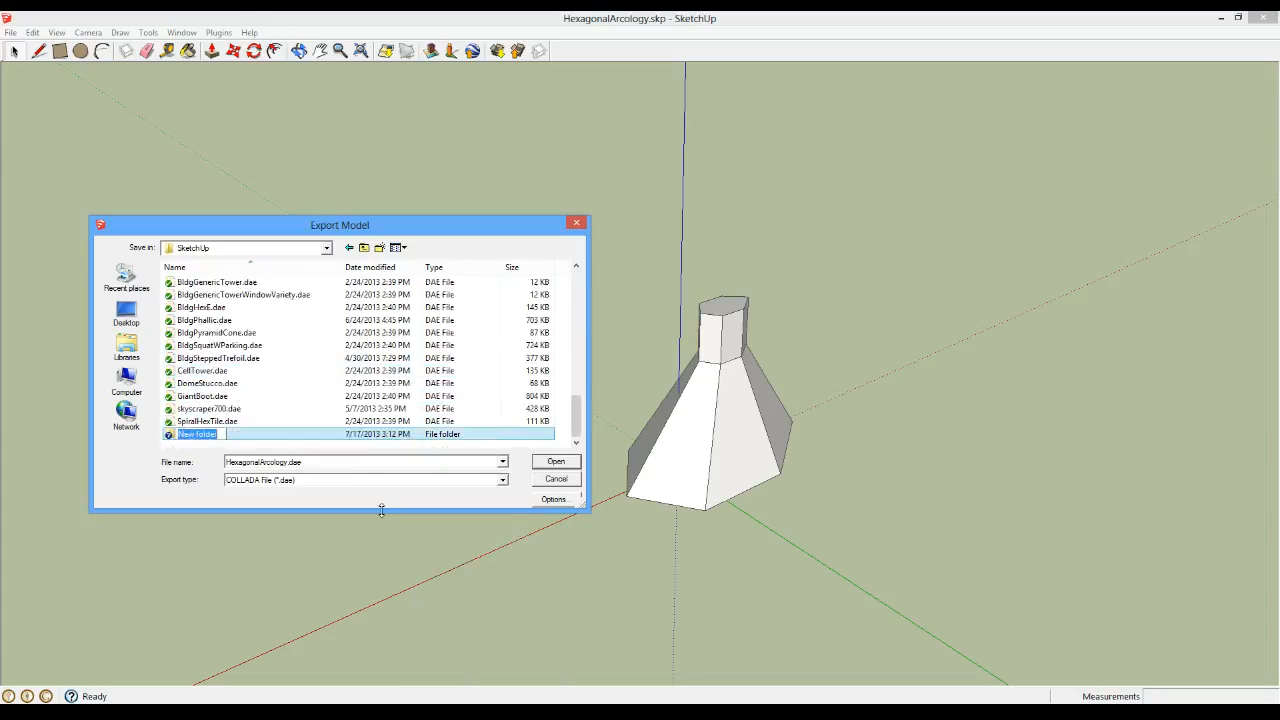 HexagonalArcology.skp - SketchUp
File Edit View Camera Draw Tools Window Plugins Help
Export Model
Save in: SketchUp
Name Date modified Type Size
BldgGenericTower.dae 2/24/2013 2:39 PM DAE File 12 KB
BldgGenericTowerWindowVariety.dae 2/24/2013 2:39 PM DAE File 12 KB
BldgHexE.dae 2/24/2013 2:40 PM DAE File 145 KB
BldgPhallic.dae 6/24/2013 4:45 PM DAE File 703 KB
BldgPyramidCone.dae 2/24/2013 2:39 PM DAE File 87 KB
BldgSquatWParking.dae 2/24/2013 2:40 PM DAE File 724 KB
BldgSteppedTrefoil.dae 4/30/2013 7:29 PM DAE File 377 KB
CellTower.dae 2/24/2013 2:39 PM DAE File 135 KB
DomeStucco.dae 2/24/2013 2:39 PM DAE File 68 KB
GiantBoot.dae 2/24/2013 2:40 PM DAE File 804 KB
skyscraper700.dae 5/7/2013 2:35 PM DAE File 428 KB
SpiralHexTile.dae 2/24/2013 2:39 PM DAE File 111 KB
New folder 7/17/2013 3:12 PM File folder
Recent places
Desktop
Libraries
Computer
Network
File name: HexagonalArcology.dae Open
Export type: COLLADA File (*.dae) Cancel
Options...
Ready Measurements